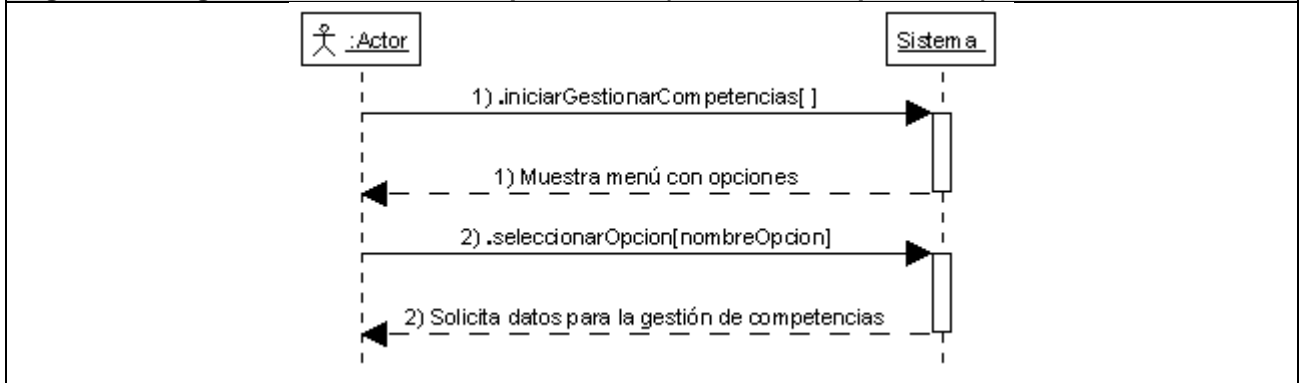 :Actor
Sistema
1) .iniciarGestionarCompetencias[ ]
1) Muestra menú con opciones
2) .seleccionarOpcion[nombreOpcion]
2) Solicita datos para la gestión de competencias